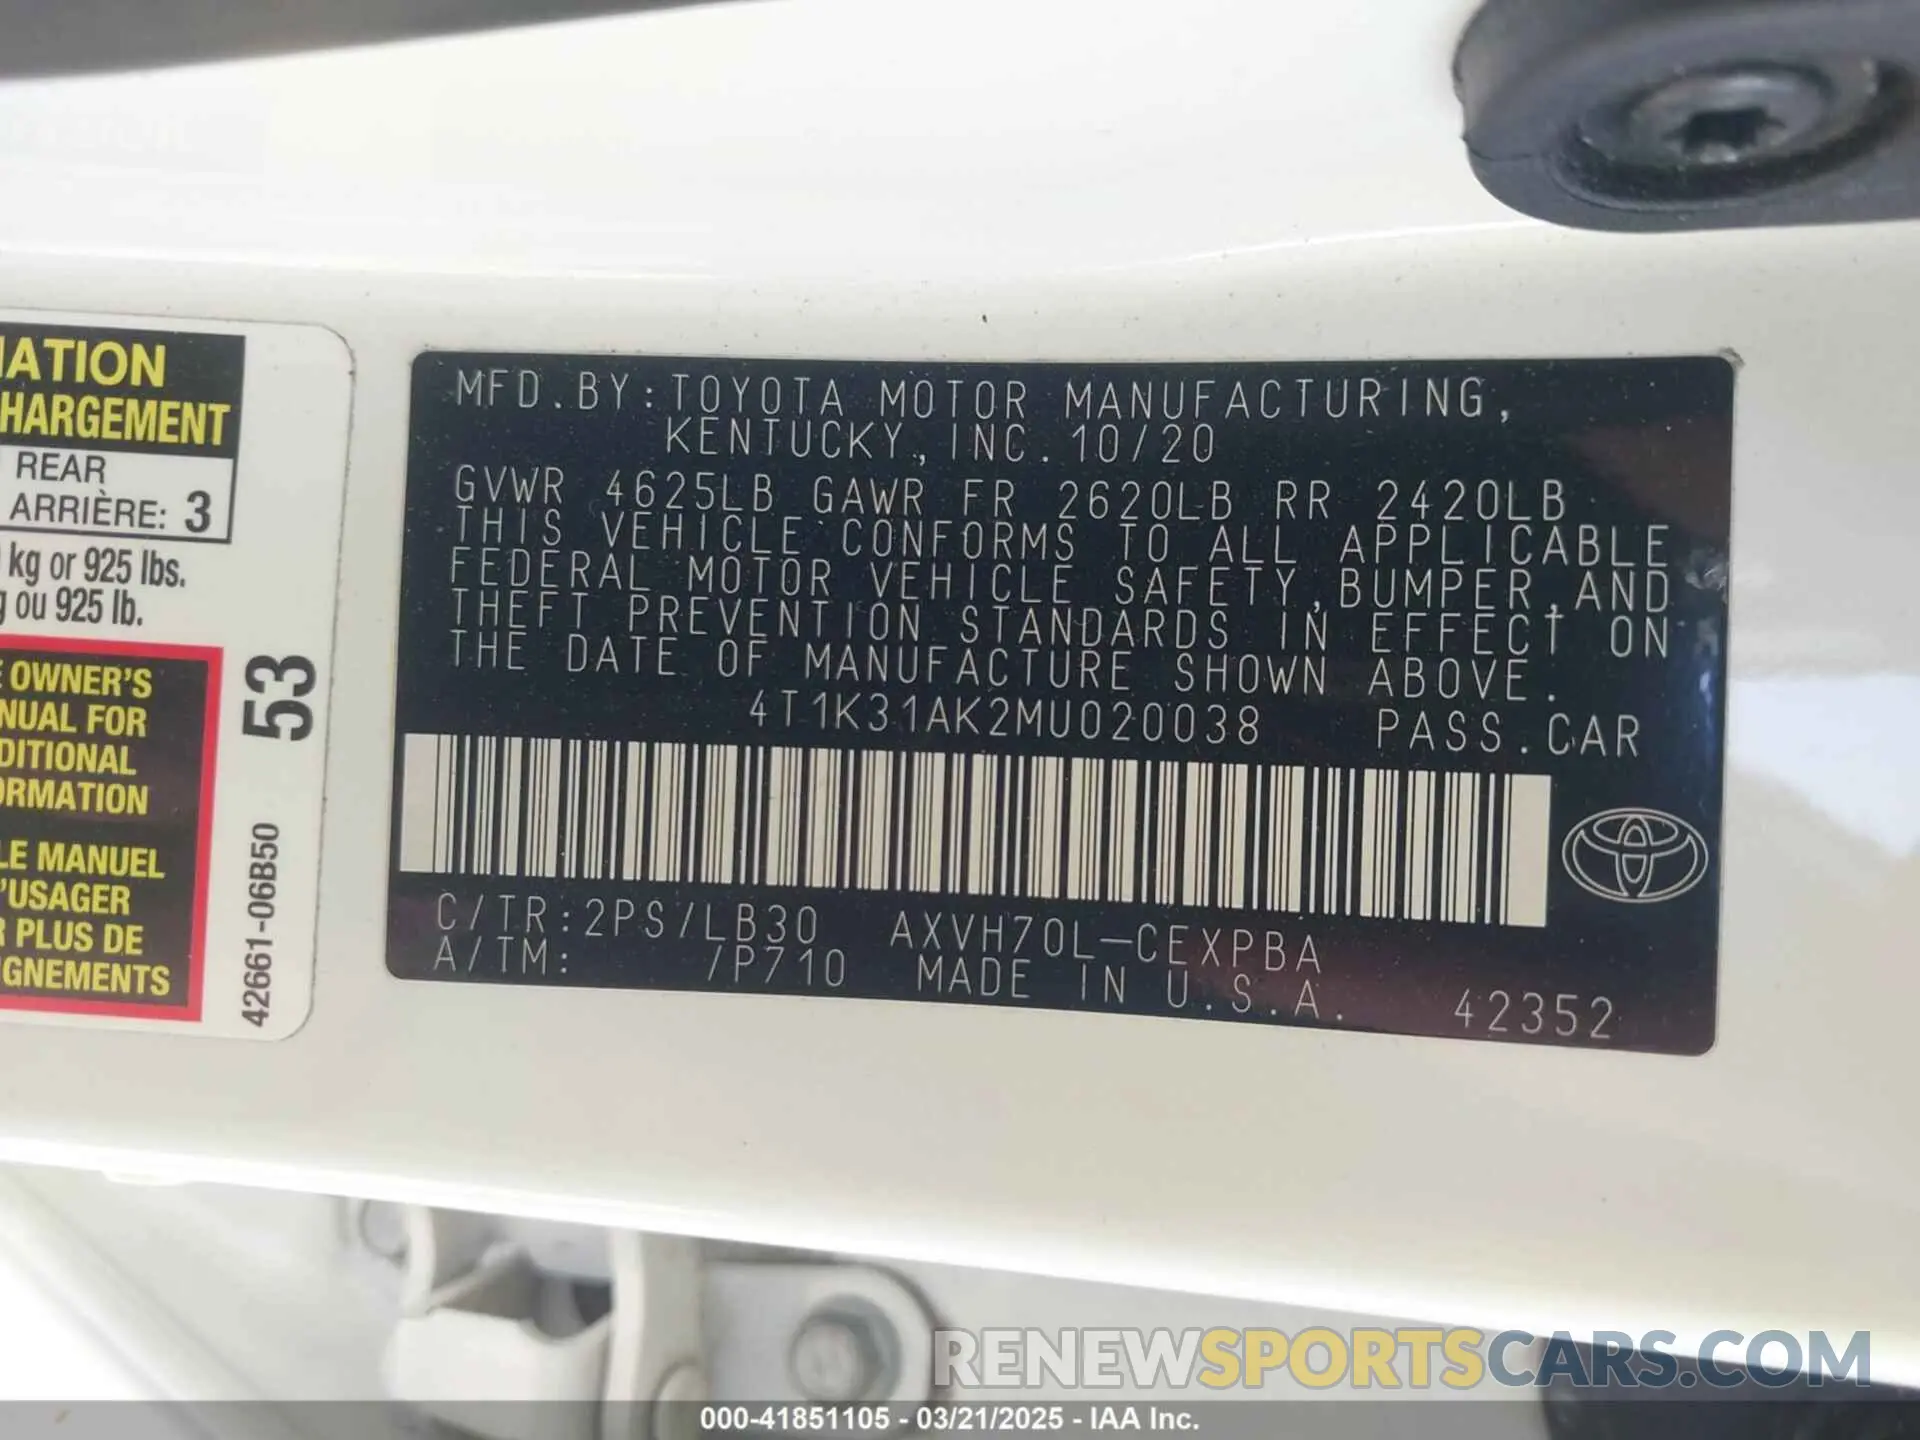 MATION
HARGEMENT
REAR
ARRIÈRE: 3
kg or 925 lbs.
ou 925 lb.
OWNER'S
NUAL FOR
DITIONAL
ORMATION
LE MANUEL
'USAGER
R PLUS DE
IGNEMENTS
53
42661-06B50
MFD.BY:TOYOTA MOTOR MANUFACTURING,
KENTUCKY,INC. 10/20
GVWR 4625LB GAWR FR 2620LB RR 2420LB
THIS VEHICLE CONFORMS TO ALL APPLICABLE
FEDERAL MOTOR VEHICLE SAFETY,BUMPER,AND
THEFT PREVENTION STANDARDS IN EFFECT ON
THE DATE OF MANUFACTURE SHOWN ABOVE.
4T1K31AK2MU020038 PASS.CAR
C/TR:2PS/LB30 AXVH70L-CEXPBA
A/TM: /P710 MADE IN U.S.A. 42352
RENEWSPORTSCARS.COM
000-41851105 - 03/21/2025 - IAA Inc.